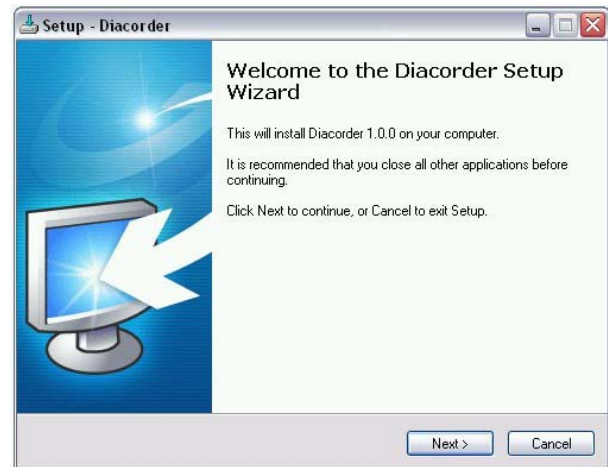 Setup - Diacorder
Welcome to the Diacorder Setup
Wizard
This will install Diacorder 1.0.0 on your computer.
It is recommended that you close all other applications before
continuing.
Click Next to continue, or Cancel to exit Setup.
Next >
Cancel